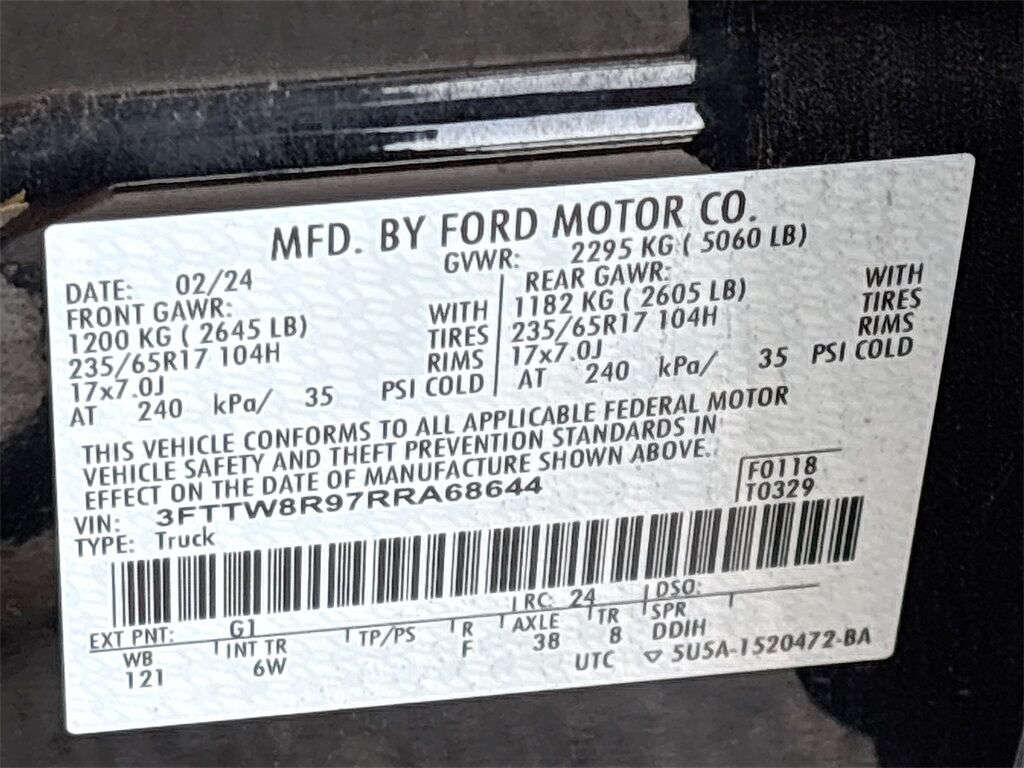 MFD. BY FORD MOTOR CO.
DATE: 02/24 GVWR: 2295 KG ( 5060 LB)
FRONT GAWR: WITH
1200 KG ( 2645 LB) TIRES
235/65R17 104H RIMS
17x7.0J
AT 240 kPa/ 35 PSI COLD
REAR GAWR: WITH
1182 KG ( 2605 LB) TIRES
235/65R17 104H RIMS
17x7.0J
AT 240 kPa/ 35 PSI COLD
THIS VEHICLE CONFORMS TO ALL APPLICABLE FEDERAL MOTOR
VEHICLE SAFETY AND THEFT PREVENTION STANDARDS IN
EFFECT ON THE DATE OF MANUFACTURE SHOWN ABOVE.
VIN: 3FTTW8R97RRA68644
TYPE: Truck
F0118
T0329
EXT PNT: G1 RC: 24 DSO:
WB INT TR TP/PS R AXLE TR SPR
121 6W F 38 8 DDIH
UTC ▽ 5U5A-1520472-BA